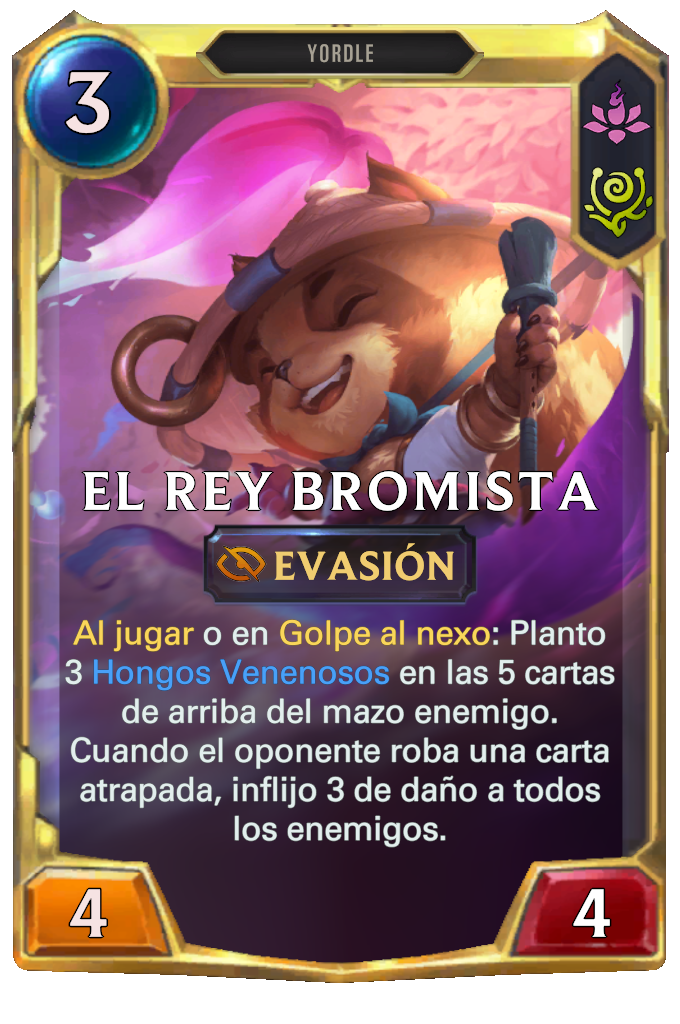 YORDLE
3
EL REY BROMISTA
EVASIÓN
Al jugar o en Golpe al nexo: Planto
3 Hongos Venenosos en las 5 cartas
de arriba del mazo enemigo.
Cuando el oponente roba una carta
atrapada, inflijo 3 de daño a todos
los enemigos.
4
4